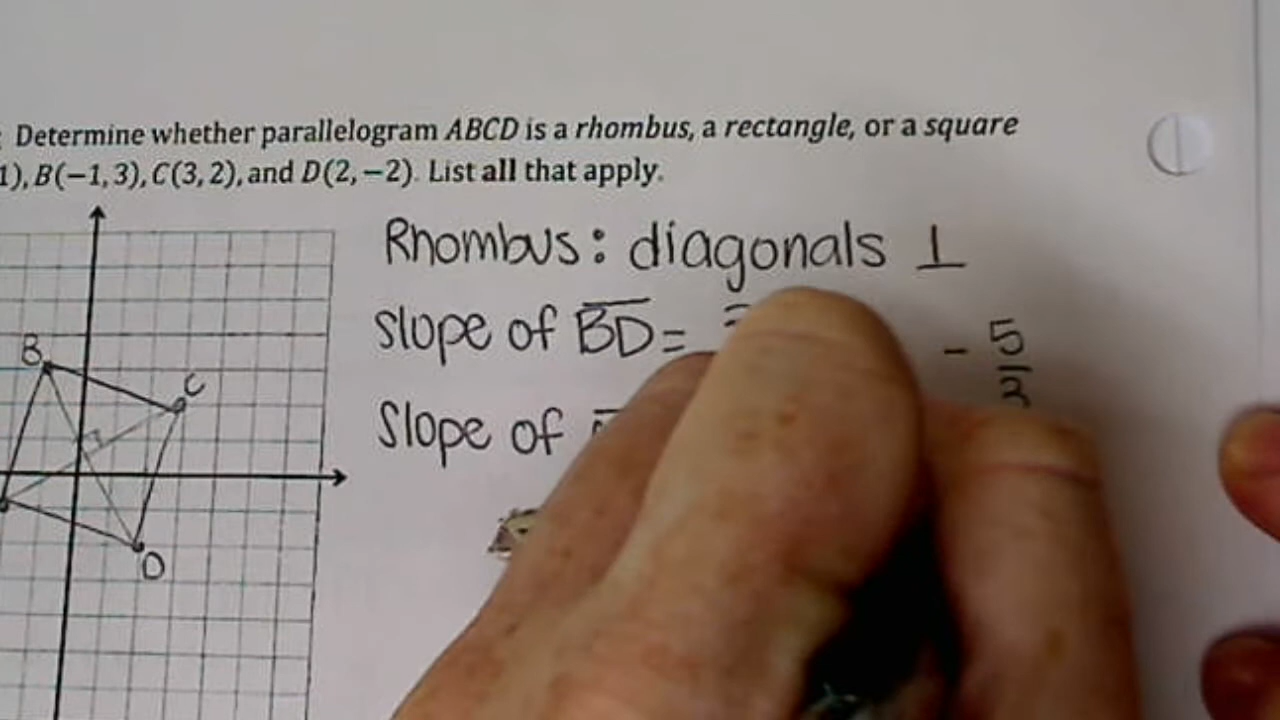 Determine whether parallelogram ABCD is a rhombus, a rectangle, or a square
1), B(−1, 3), C(3, 2), and D(2, −2). List all that apply.
Rhombus: diagonals ⊥
Slope of BD = - 5/2
Slope of
B
C
D